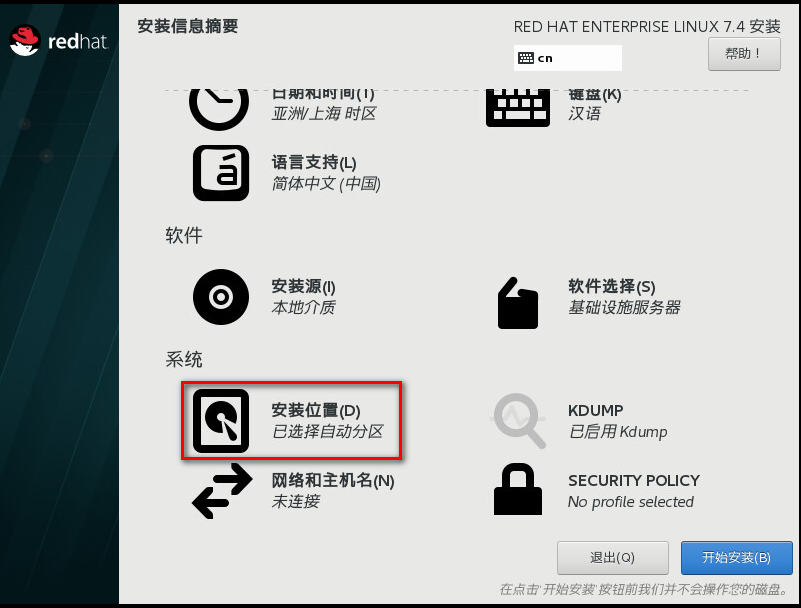 redhat
安装信息摘要
RED HAT ENTERPRISE LINUX 7.4 安装
cn
帮助！
日期和时间(T)
亚洲/上海 时区
键盘(K)
汉语
语言支持(L)
简体中文 (中国)
软件
安装源(I)
本地介质
软件选择(S)
基础设施服务器
系统
安装位置(D)
已选择自动分区
KDUMP
已启用 Kdump
网络和主机名(N)
未连接
SECURITY POLICY
No profile selected
退出(Q)
开始安装(B)
在点击'开始安装'按钮前我们并不会操作您的磁盘。